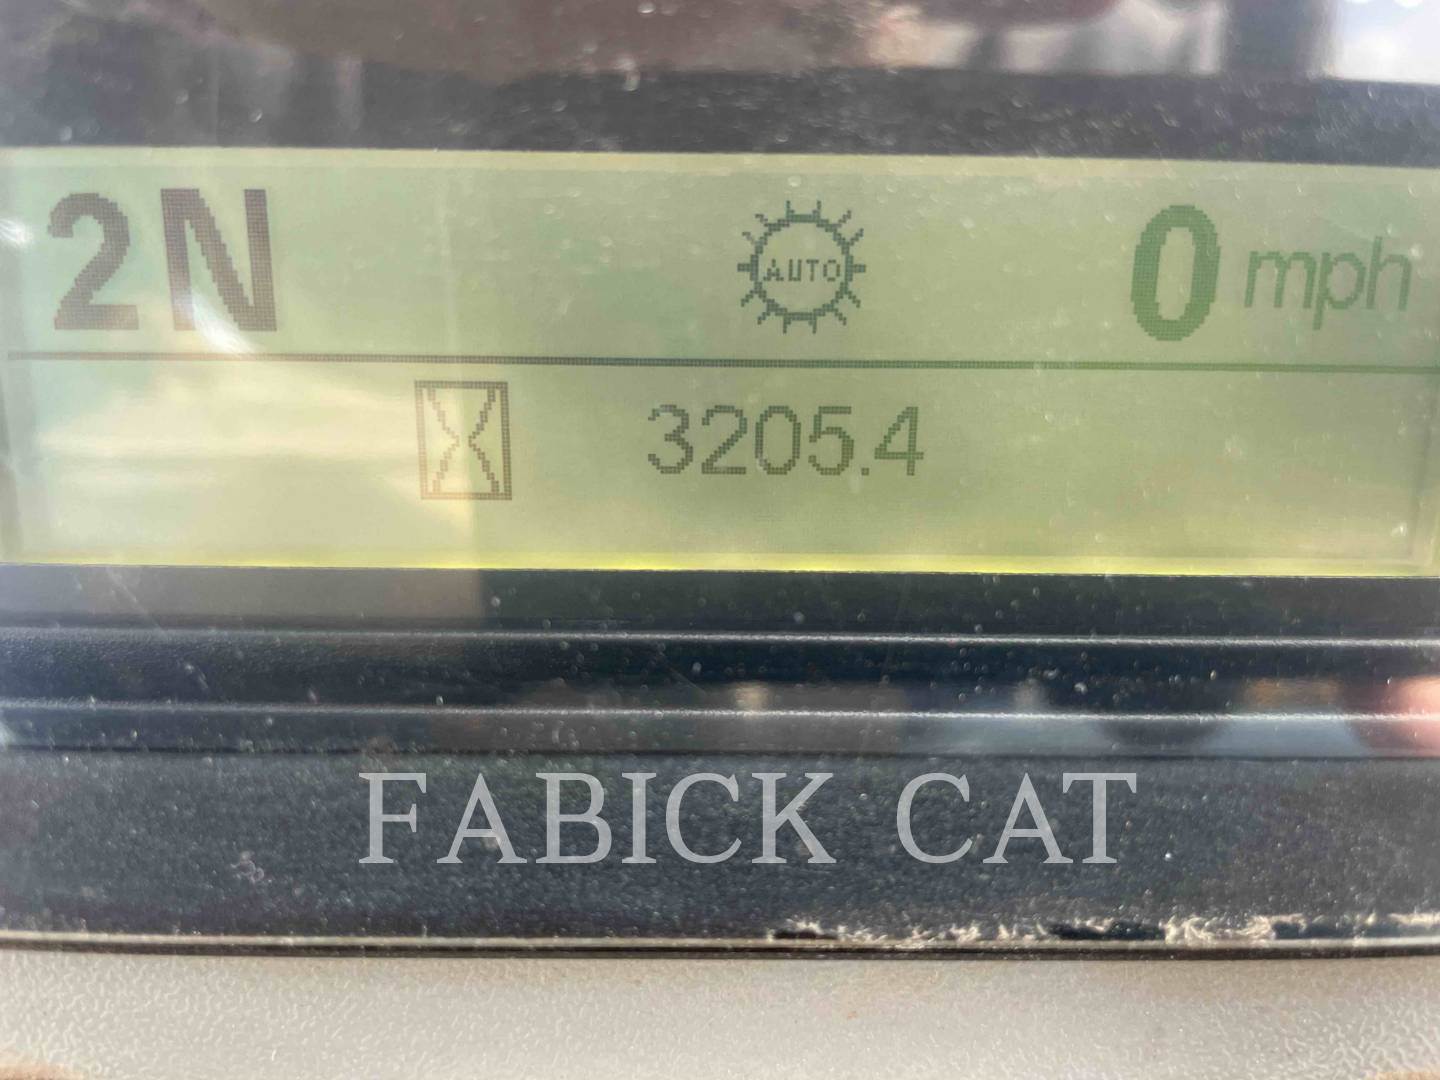 2N AUTO 0 mph
3205.4
FABICK CAT